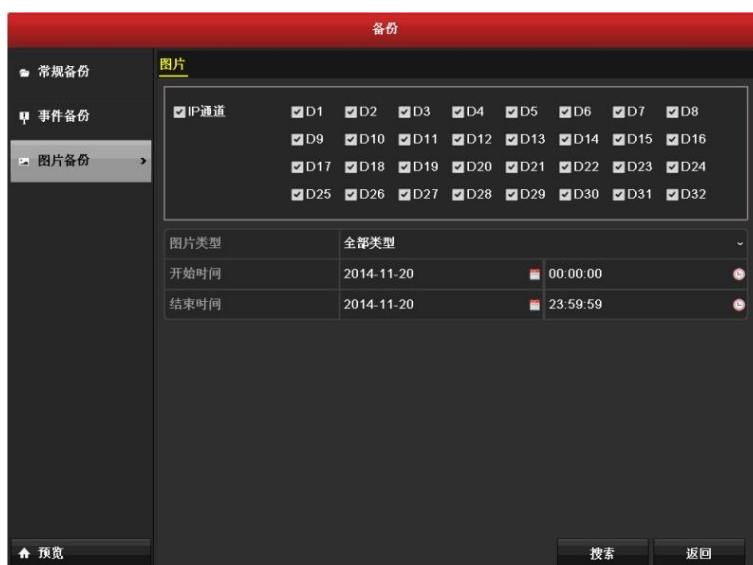 备份
常规备份
事件备份
图片备份
图片
IP通道 D1 D2 D3 D4 D5 D6 D7 D8
D9 D10 D11 D12 D13 D14 D15 D16
D17 D18 D19 D20 D21 D22 D23 D24
D25 D26 D27 D28 D29 D30 D31 D32
图片类型 全部类型
开始时间 2014-11-20 00:00:00
结束时间 2014-11-20 23:59:59
预览 搜索 返回